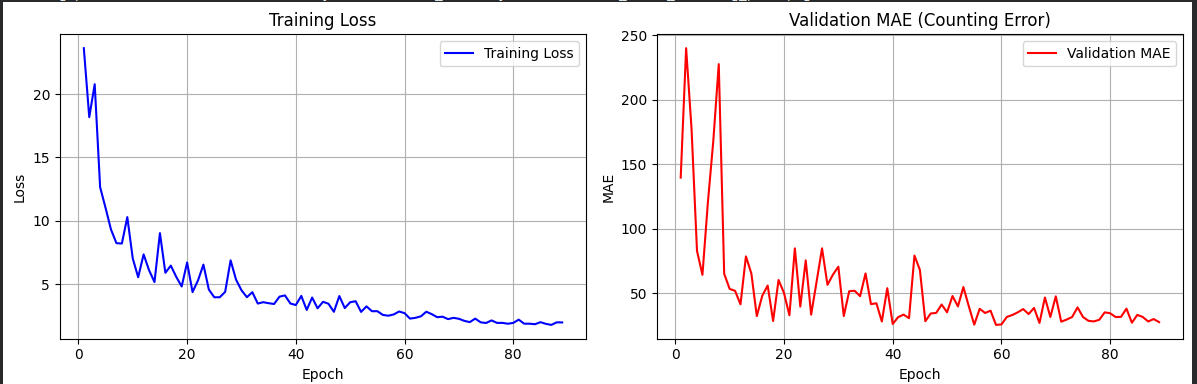 Training Loss
Training Loss
20
15
10
5
Loss
0
20
40
60
80
Epoch
Validation MAE (Counting Error)
Validation MAE
250
200
150
100
50
MAE
0
20
40
60
80
Epoch